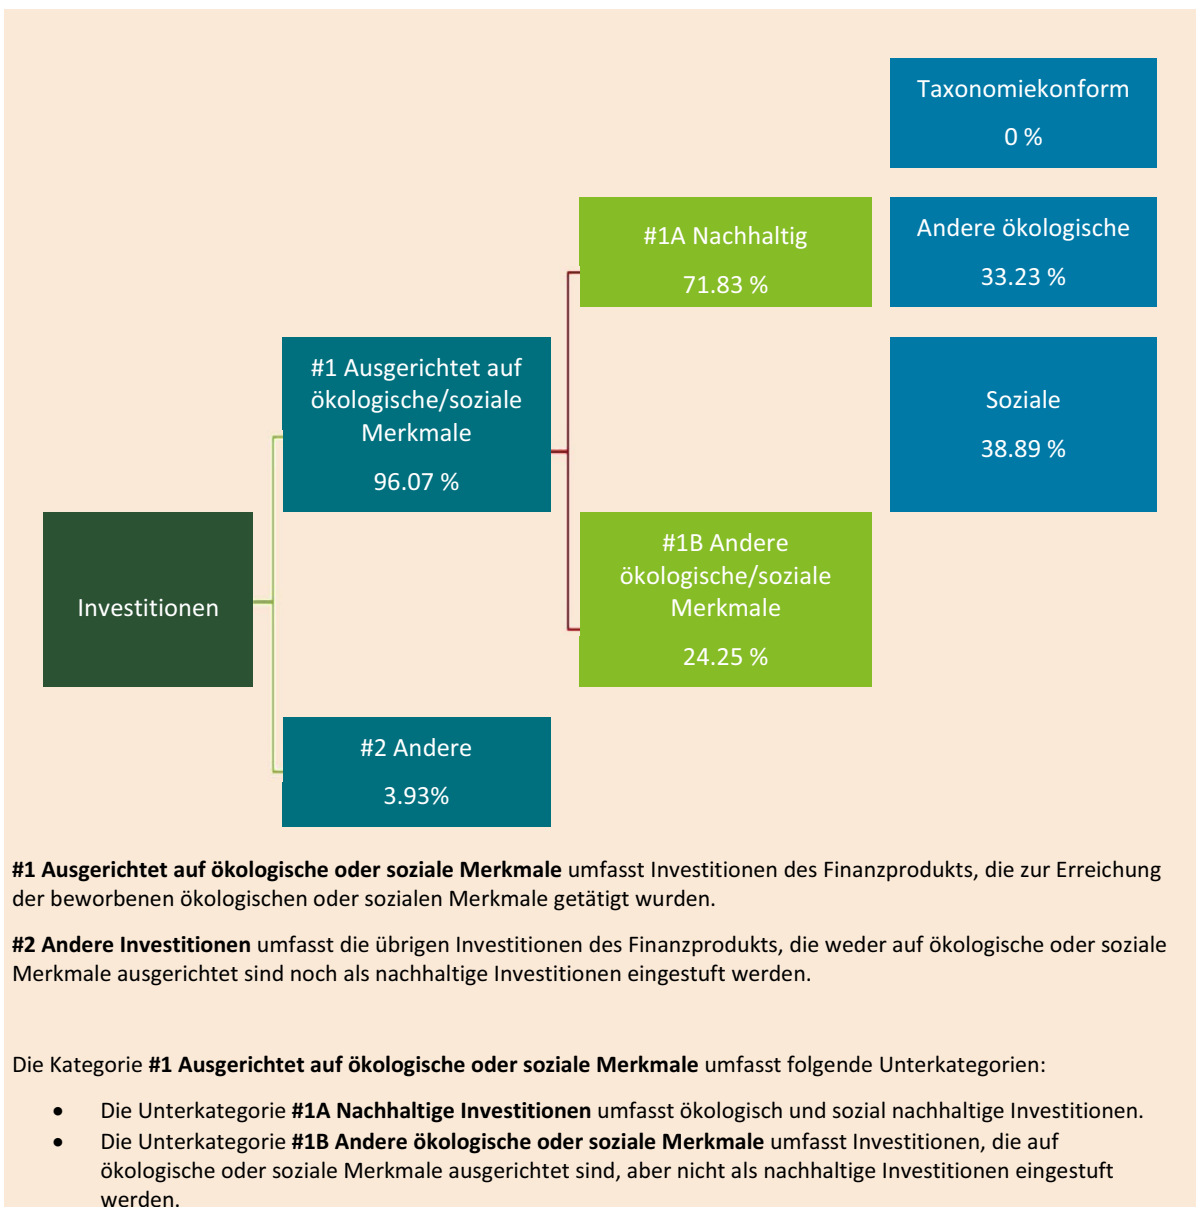 Taxonomiekonform
0 %
#1A Nachhaltig
71.83 %
Andere ökologische
33.23 %
#1 Ausgerichtet auf
ökologische/soziale
Merkmale
96.07 %
Soziale
38.89 %
Investitionen
#1B Andere
ökologische/soziale
Merkmale
24.25 %
#2 Andere
3.93%
#1 Ausgerichtet auf ökologische oder soziale Merkmale umfasst Investitionen des Finanzprodukts, die zur Erreichung
der beworbenen ökologischen oder sozialen Merkmale getätigt wurden.
#2 Andere Investitionen umfasst die übrigen Investitionen des Finanzprodukts, die weder auf ökologische oder soziale
Merkmale ausgerichtet sind noch als nachhaltige Investitionen eingestuft werden.
Die Kategorie #1 Ausgerichtet auf ökologische oder soziale Merkmale umfasst folgende Unterkategorien:
• Die Unterkategorie #1A Nachhaltige Investitionen umfasst ökologisch und sozial nachhaltige Investitionen.
• Die Unterkategorie #1B Andere ökologische oder soziale Merkmale umfasst Investitionen, die auf
ökologische oder soziale Merkmale ausgerichtet sind, aber nicht als nachhaltige Investitionen eingestuft
werden.